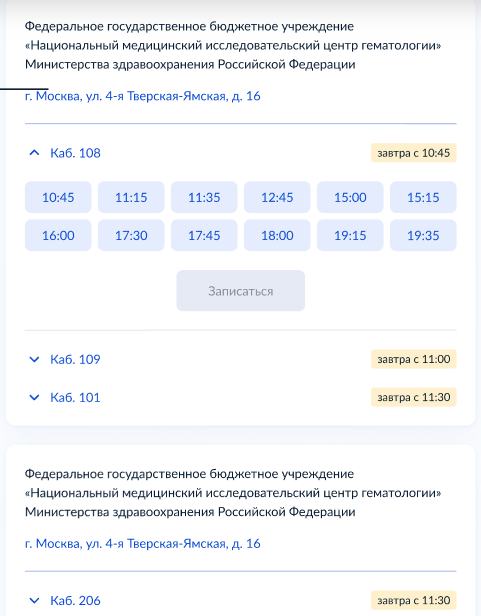 Федеральное государственное бюджетное учреждение
«Национальный медицинский исследовательский центр гематологии»
Министерства здравоохранения Российской Федерации
г. Москва, ул. 4-я Тверская-Ямская, д. 16
Каб. 108 завтра с 10:45
10:45 11:15 11:35 12:45 15:00 15:15
16:00 17:30 17:45 18:00 19:15 19:35
Записаться
Каб. 109 завтра с 11:00
Каб. 101 завтра с 11:30
Федеральное государственное бюджетное учреждение
«Национальный медицинский исследовательский центр гематологии»
Министерства здравоохранения Российской Федерации
г. Москва, ул. 4-я Тверская-Ямская, д. 16
Каб. 206 завтра с 11:30